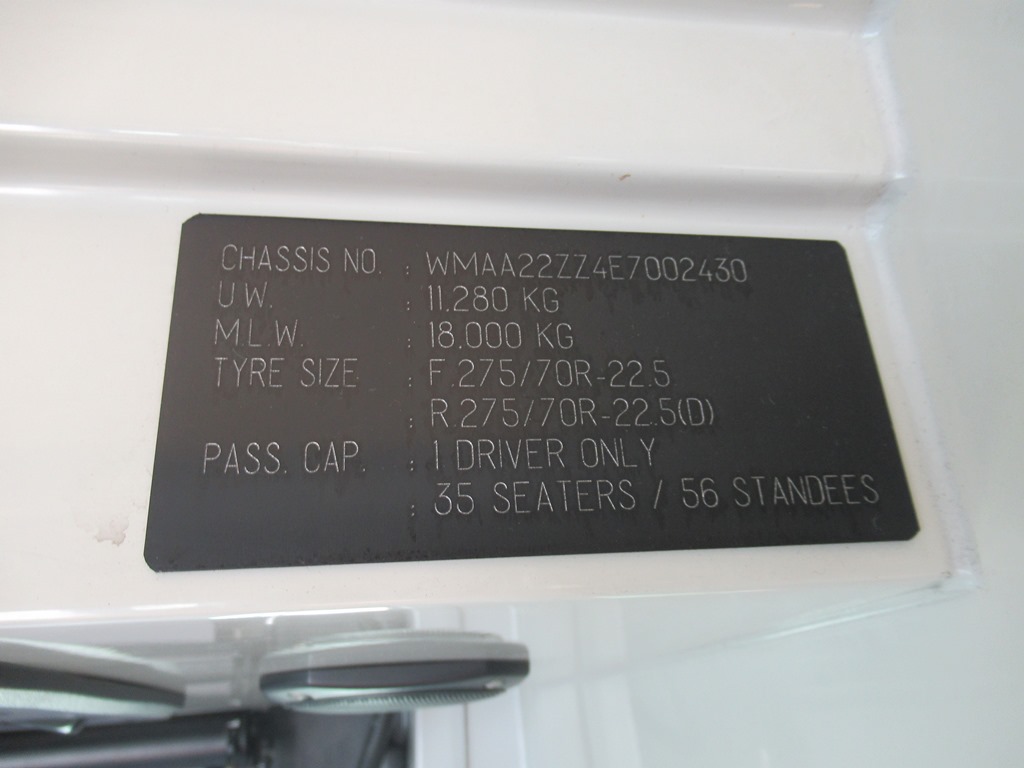 CHASSIS NO. : WMAA22ZZ4E7002430
U.W. : 11.280 KG
M.L.W. : 18.000 KG
TYRE SIZE : F.275/70R-22.5
: R.275/70R-22.5(D)
PASS. CAP. : 1 DRIVER ONLY
: 35 SEATERS / 56 STANDEES